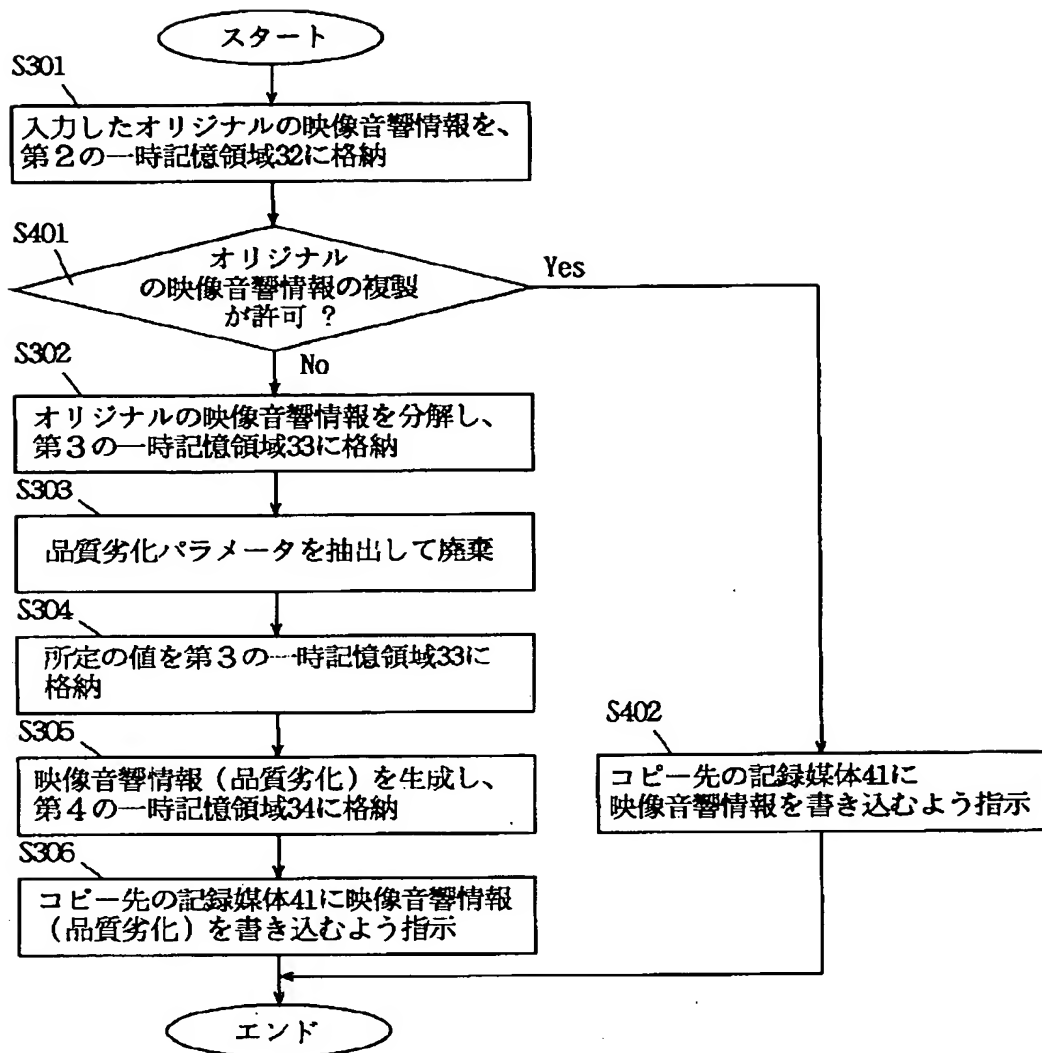 スタート
S301
入力したオリジナルの映像音響情報を、
第2の一時記憶領域32に格納
S401
オリジナル
の映像音響情報の複製
が許可？
Yes
No
S302
オリジナルの映像音響情報を分解し、
第3の一時記憶領域33に格納
S303
品質劣化パラメータを抽出して廃棄
S304
所定の値を第3の一時記憶領域33に
格納
S305
映像音響情報（品質劣化）を生成し、
第4の一時記憶領域34に格納
S306
コピー先の記録媒体41に映像音響情報
（品質劣化）を書き込むよう指示
S402
コピー先の記録媒体41に
映像音響情報を書き込むよう指示
エンド